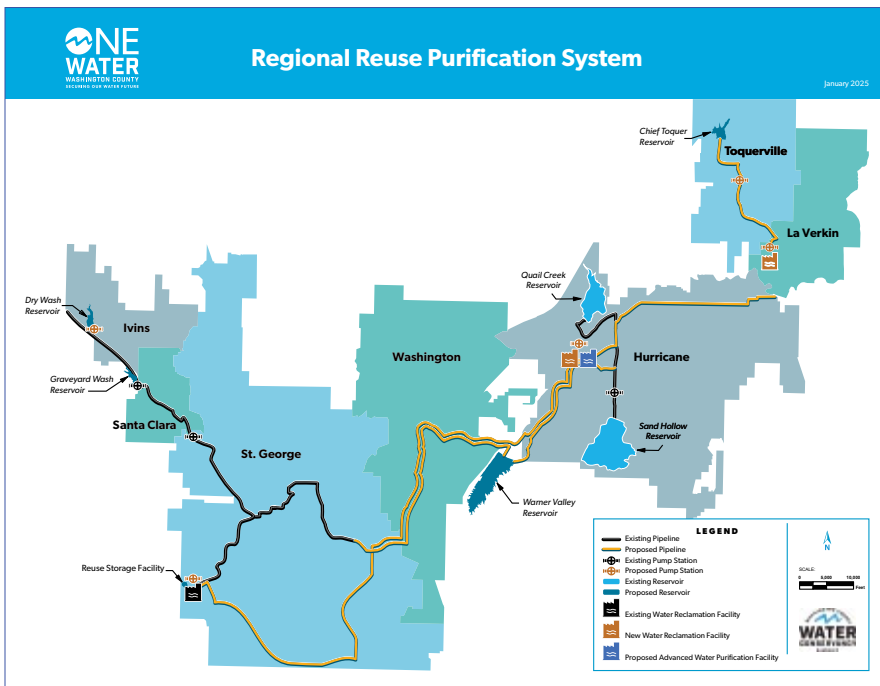 ONE
WATER
WASHINGTON COUNTY
SECURING OUR WATER FUTURE
Regional Reuse Purification System
January 2025
Chief Toquer
Reservoir
Toquerville
La Verkin
Quail Creek
Reservoir
Dry Wash
Reservoir
Ivins
Washington
Hurricane
Graveyard Wash
Reservoir
Santa Clara
St. George
Sand Hollow
Reservoir
Warner Valley
Reservoir
Reuse Storage Facility
LEGEND
Existing Pipeline
Proposed Pipeline
Existing Pump Station
Proposed Pump Station
Existing Reservoir
Proposed Reservoir
Existing Water Reclamation Facility
New Water Reclamation Facility
Proposed Advanced Water Purification Facility
N
SCALE:
0 5,000 10,000
Feet
WATER
CONSERVANCY